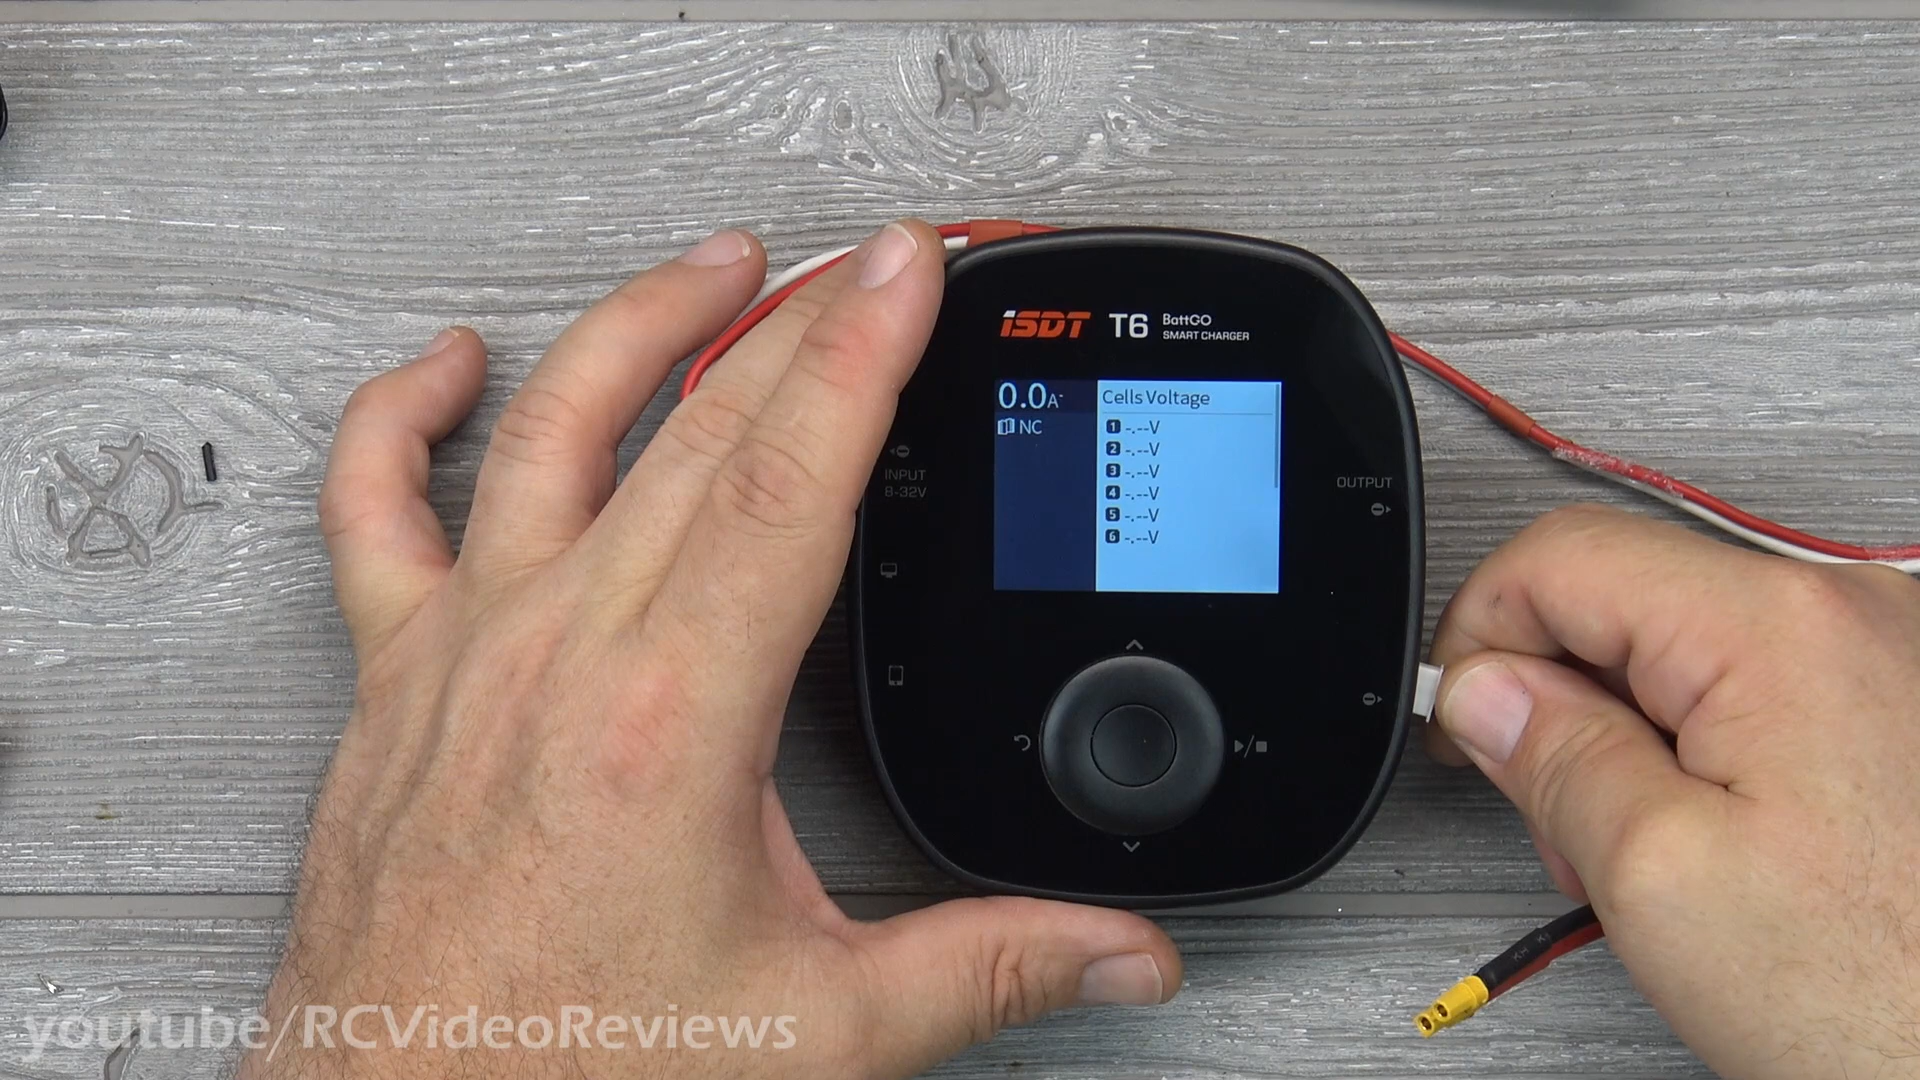 iSDT T6 BattGO
SMART CHARGER
0.0A
NC
Cells Voltage
1 -.--V
2 -.--V
3 -.--V
4 -.--V
5 -.--V
6 -.--V
INPUT
8-32V
OUTPUT
youtube/RCVideoReviews